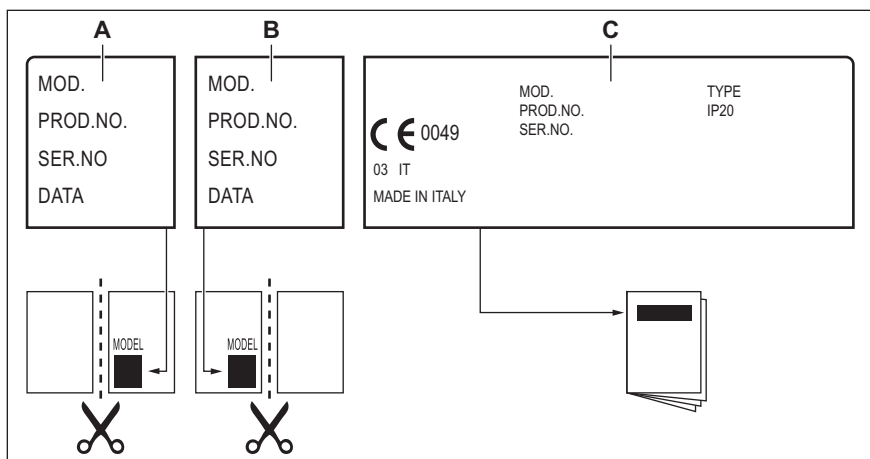 A
B
C
MOD.
PROD.NO.
SER.NO
DATA
MOD.
PROD.NO.
SER.NO
DATA
CE 0049
03 IT
MADE IN ITALY
MOD.
PROD.NO.
SER.NO.
TYPE
IP20
MODEL
MODEL